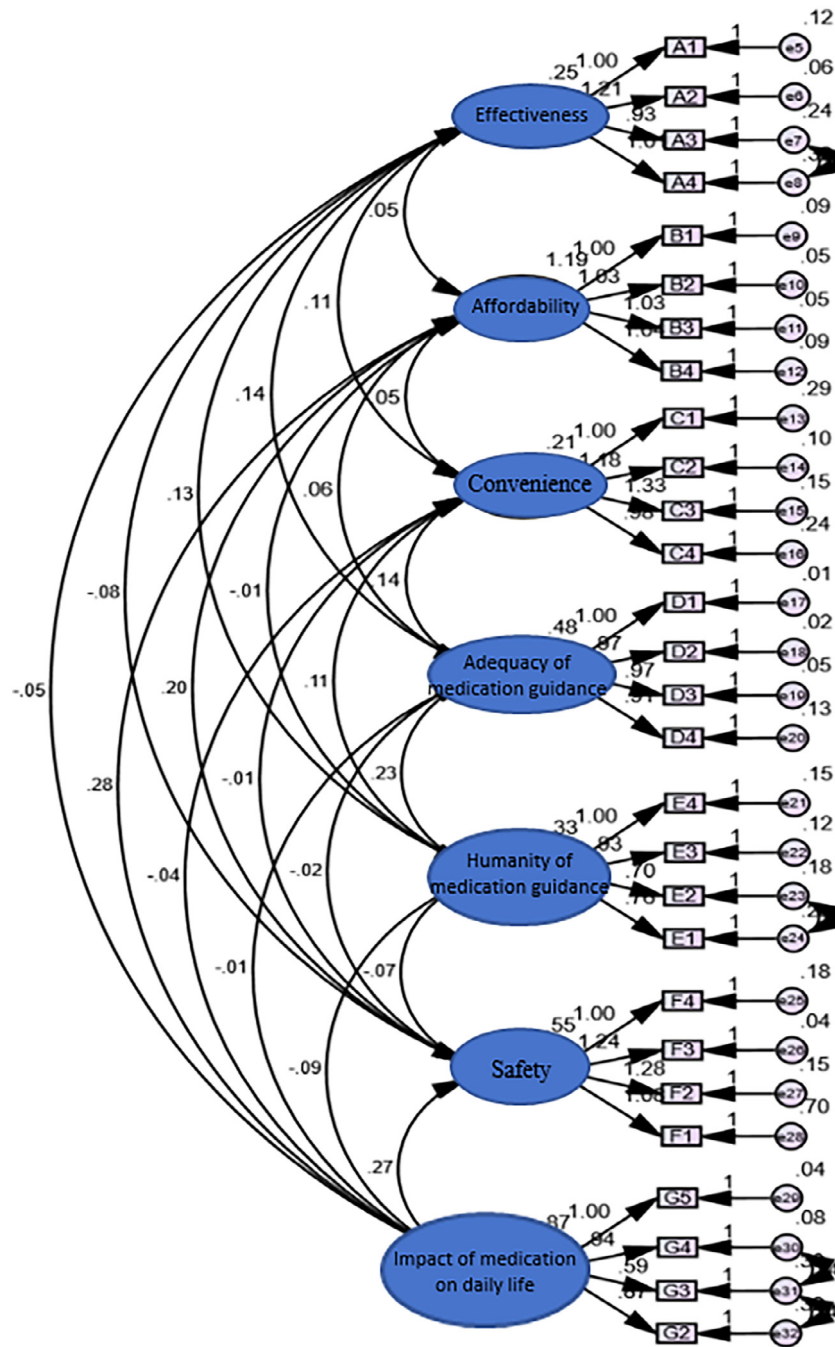 .12
1.00
A1
1
e5
.06
.25
1.21
A2
1
e6
.24
.93
A3
1
e7
A4
1
e8
Effectiveness
.09
.05
1.00
B1
1
e9
.05
1.19
1.03
B2
1
e10
.05
1.03
B3
1
e11
.09
1.04
B4
1
e12
Affordability
.29
.11
.14
.05
1.00
C1
1
e13
.10
.21
1.18
C2
1
e14
.15
1.33
C3
1
e15
.24
.98
C4
1
e16
Convenience
.01
.13
.06
-.08
-.01
.14
1.00
D1
1
e17
.02
.48
.97
D2
1
e18
.05
.97
D3
1
e19
.13
.91
D4
1
e20
Adequacy of
medication guidance
-.05
.20
.11
.28
-.01
.23
.15
1.00
E4
1
e21
.12
.33
.93
E3
1
e22
.18
.70
E2
1
e23
E1
1
e24
Humanity of
medication guidance
-.04
-.02
-.01
-.07
.18
1.00
F4
1
e25
.04
.55
1.24
F3
1
e26
.15
1.28
F2
1
e27
.70
1.08
F1
1
e28
Safety
-.09
.27
.04
1.00
G5
1
e29
.08
.87
.94
G4
1
e30
.59
G3
1
e31
G2
1
e32
Impact of medication
on daily life